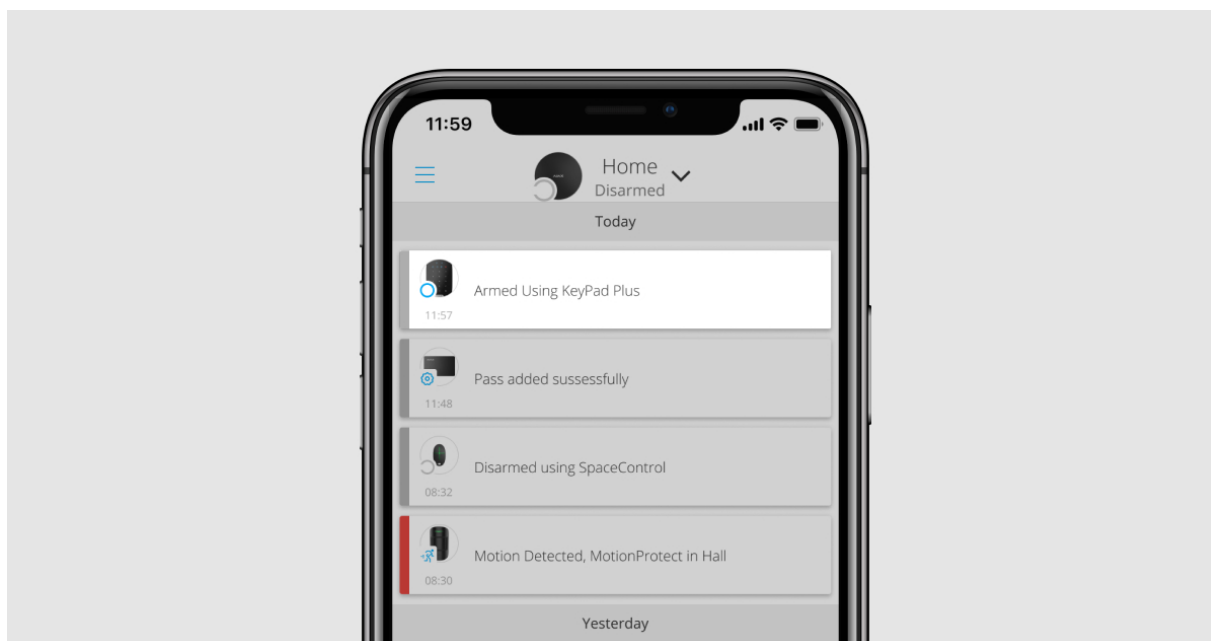 11:59
Home
Disarmed
Today
Armed Using KeyPad Plus
11:57
Pass added sussessfully
11:48
Disarmed using SpaceControl
08:32
Motion Detected, MotionProtect in Hall
08:30
Yesterday